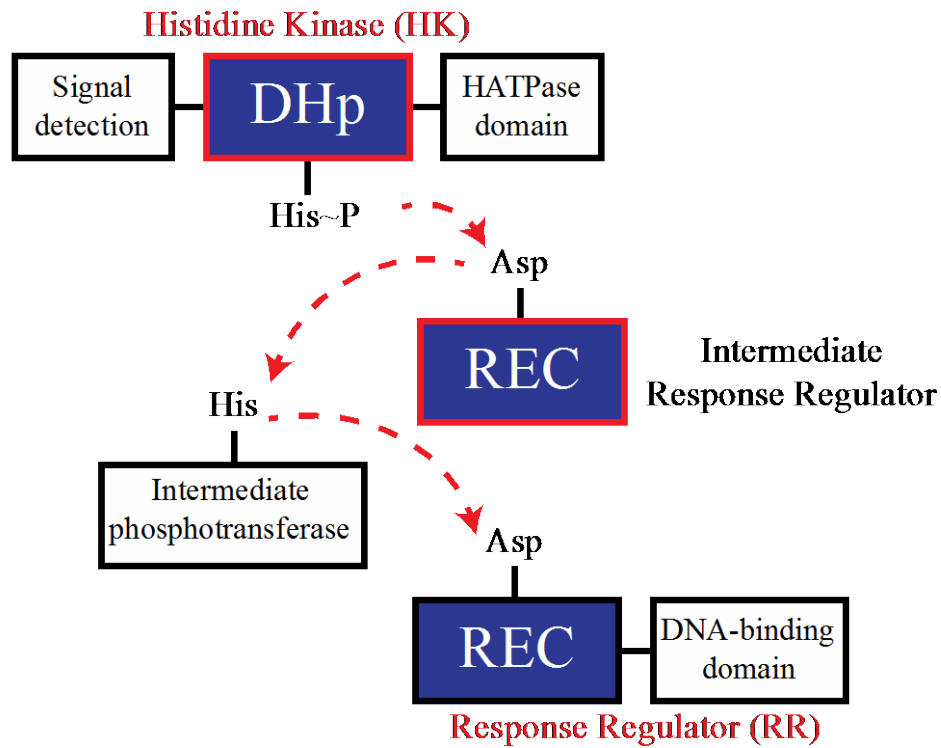 Histidine Kinase (HK)
Signal
detection
DHp
HATPase
domain
His~P
Asp
REC
Intermediate
Response Regulator
His
Intermediate
phosphotransferase
Asp
REC
DNA-binding
domain
Response Regulator (RR)